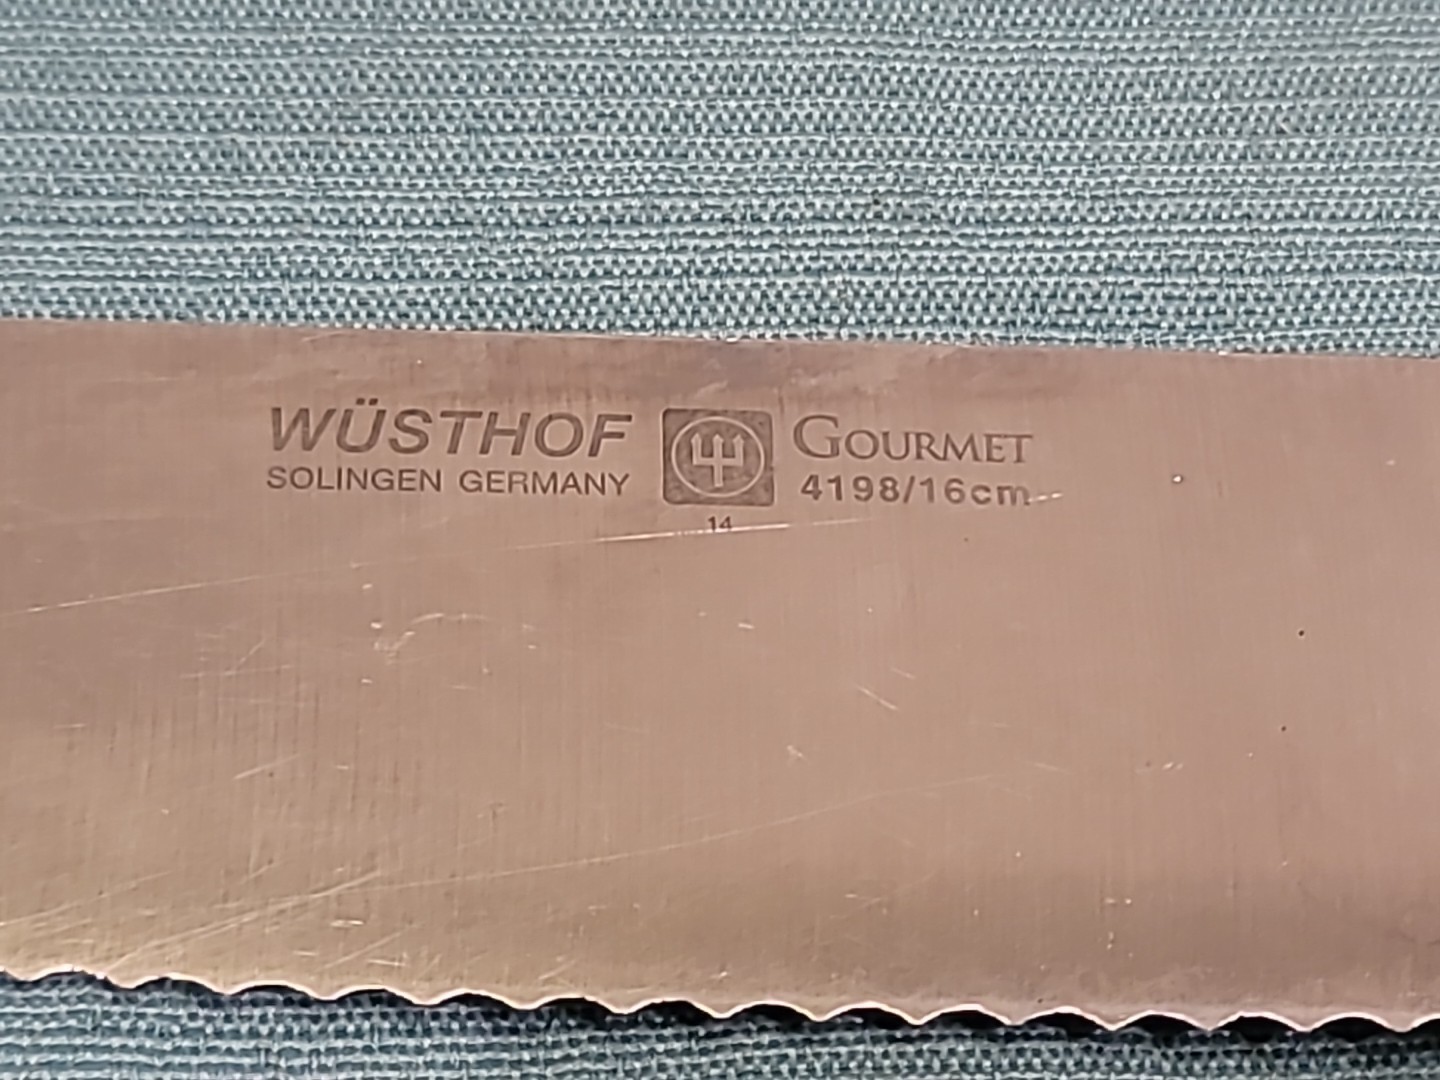 WÜSTHOF
SOLINGEN GERMANY
GOURMET
4198/16cm
14